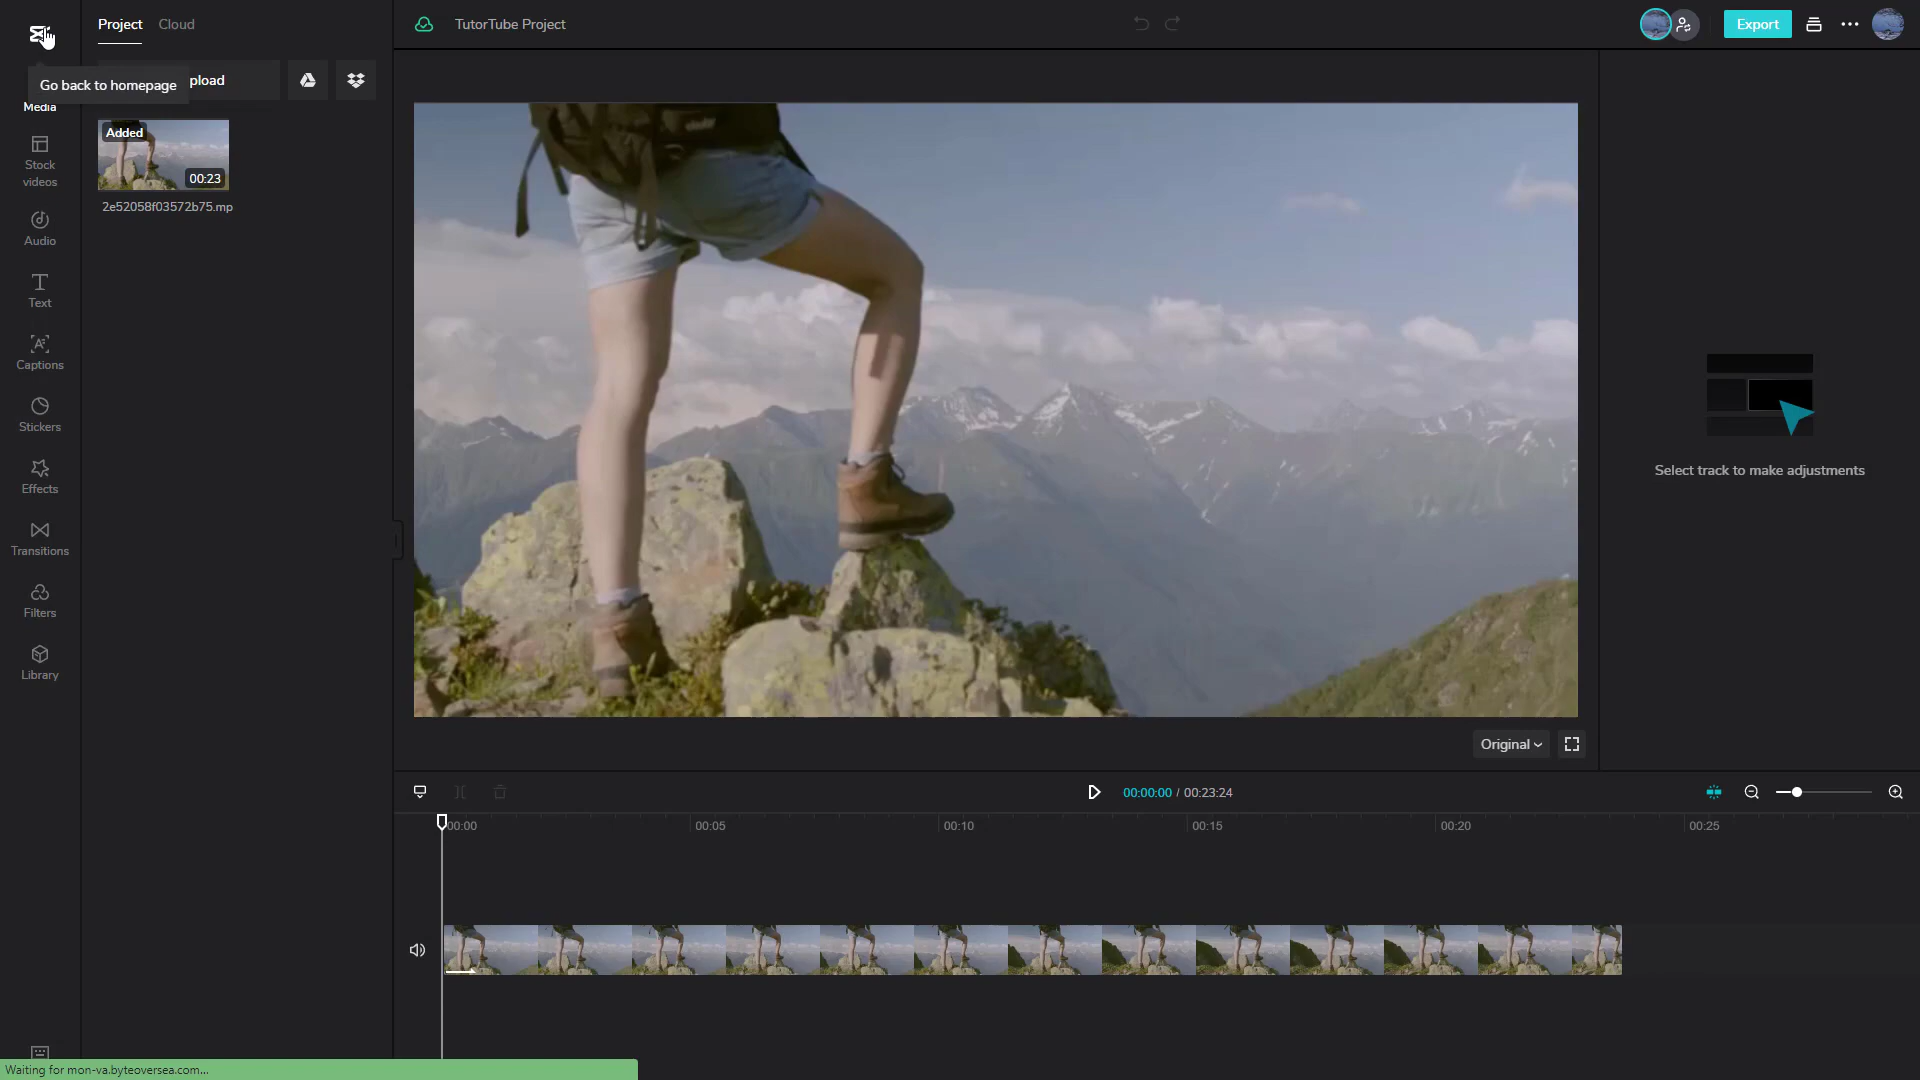 Project
Cloud
TutorTube Project
Export
Go back to homepage
pload
Media
Added
00:23
2e52058f03572b75.mp
Stock
videos
Audio
Text
Captions
Stickers
Effects
Transitions
Filters
Library
Select track to make adjustments
Original
00:00:00 / 00:23:24
00:00
00:05
00:10
00:15
00:20
00:25
Waiting for mon-va.byteoversea.com...